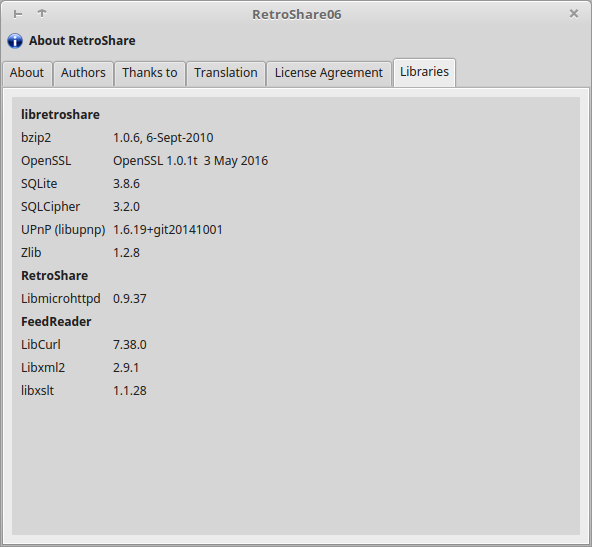 RetroShare06
About RetroShare
About Authors Thanks to Translation License Agreement Libraries
libretroshare
bzip2 1.0.6, 6-Sept-2010
OpenSSL OpenSSL 1.0.1t  3 May 2016
SQLite 3.8.6
SQLCipher 3.2.0
UPnP (libupnp) 1.6.19+git20141001
Zlib 1.2.8
RetroShare
Libmicrohttpd 0.9.37
FeedReader
LibCurl 7.38.0
Libxml2 2.9.1
libxslt 1.1.28